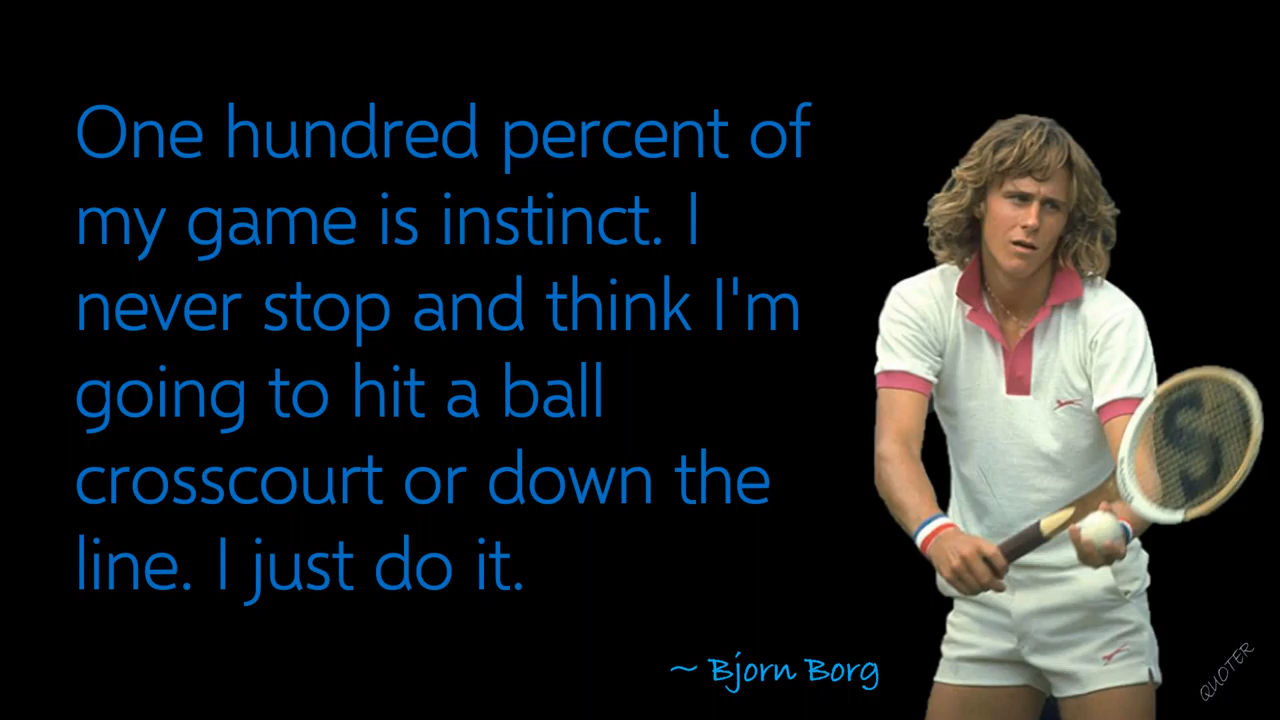 One hundred percent of
my game is instinct. I
never stop and think I'm
going to hit a ball
crosscourt or down the
line. I just do it.
~ Bjorn Borg
S
QUOTER